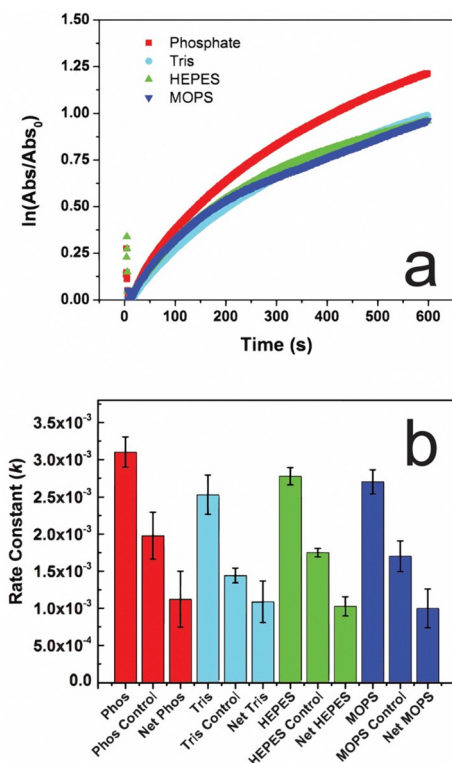 a
Phosphate
Tris
HEPES
MOPS
ln(Abs/Abs₀)
1.25
1.00
0.75
0.50
0.25
0.00
0 100 200 300 400 500 600
Time (s)
b
Rate Constant (k)
3.5x10⁻³
3.0x10⁻³
2.5x10⁻³
2.0x10⁻³
1.5x10⁻³
1.0x10⁻³
5.0x10⁻⁴
0.0
Phos
Phos Control
Net Phos
Tris
Tris Control
Net Tris
HEPES
HEPES Control
Net HEPES
MOPS
MOPS Control
Net MOPS